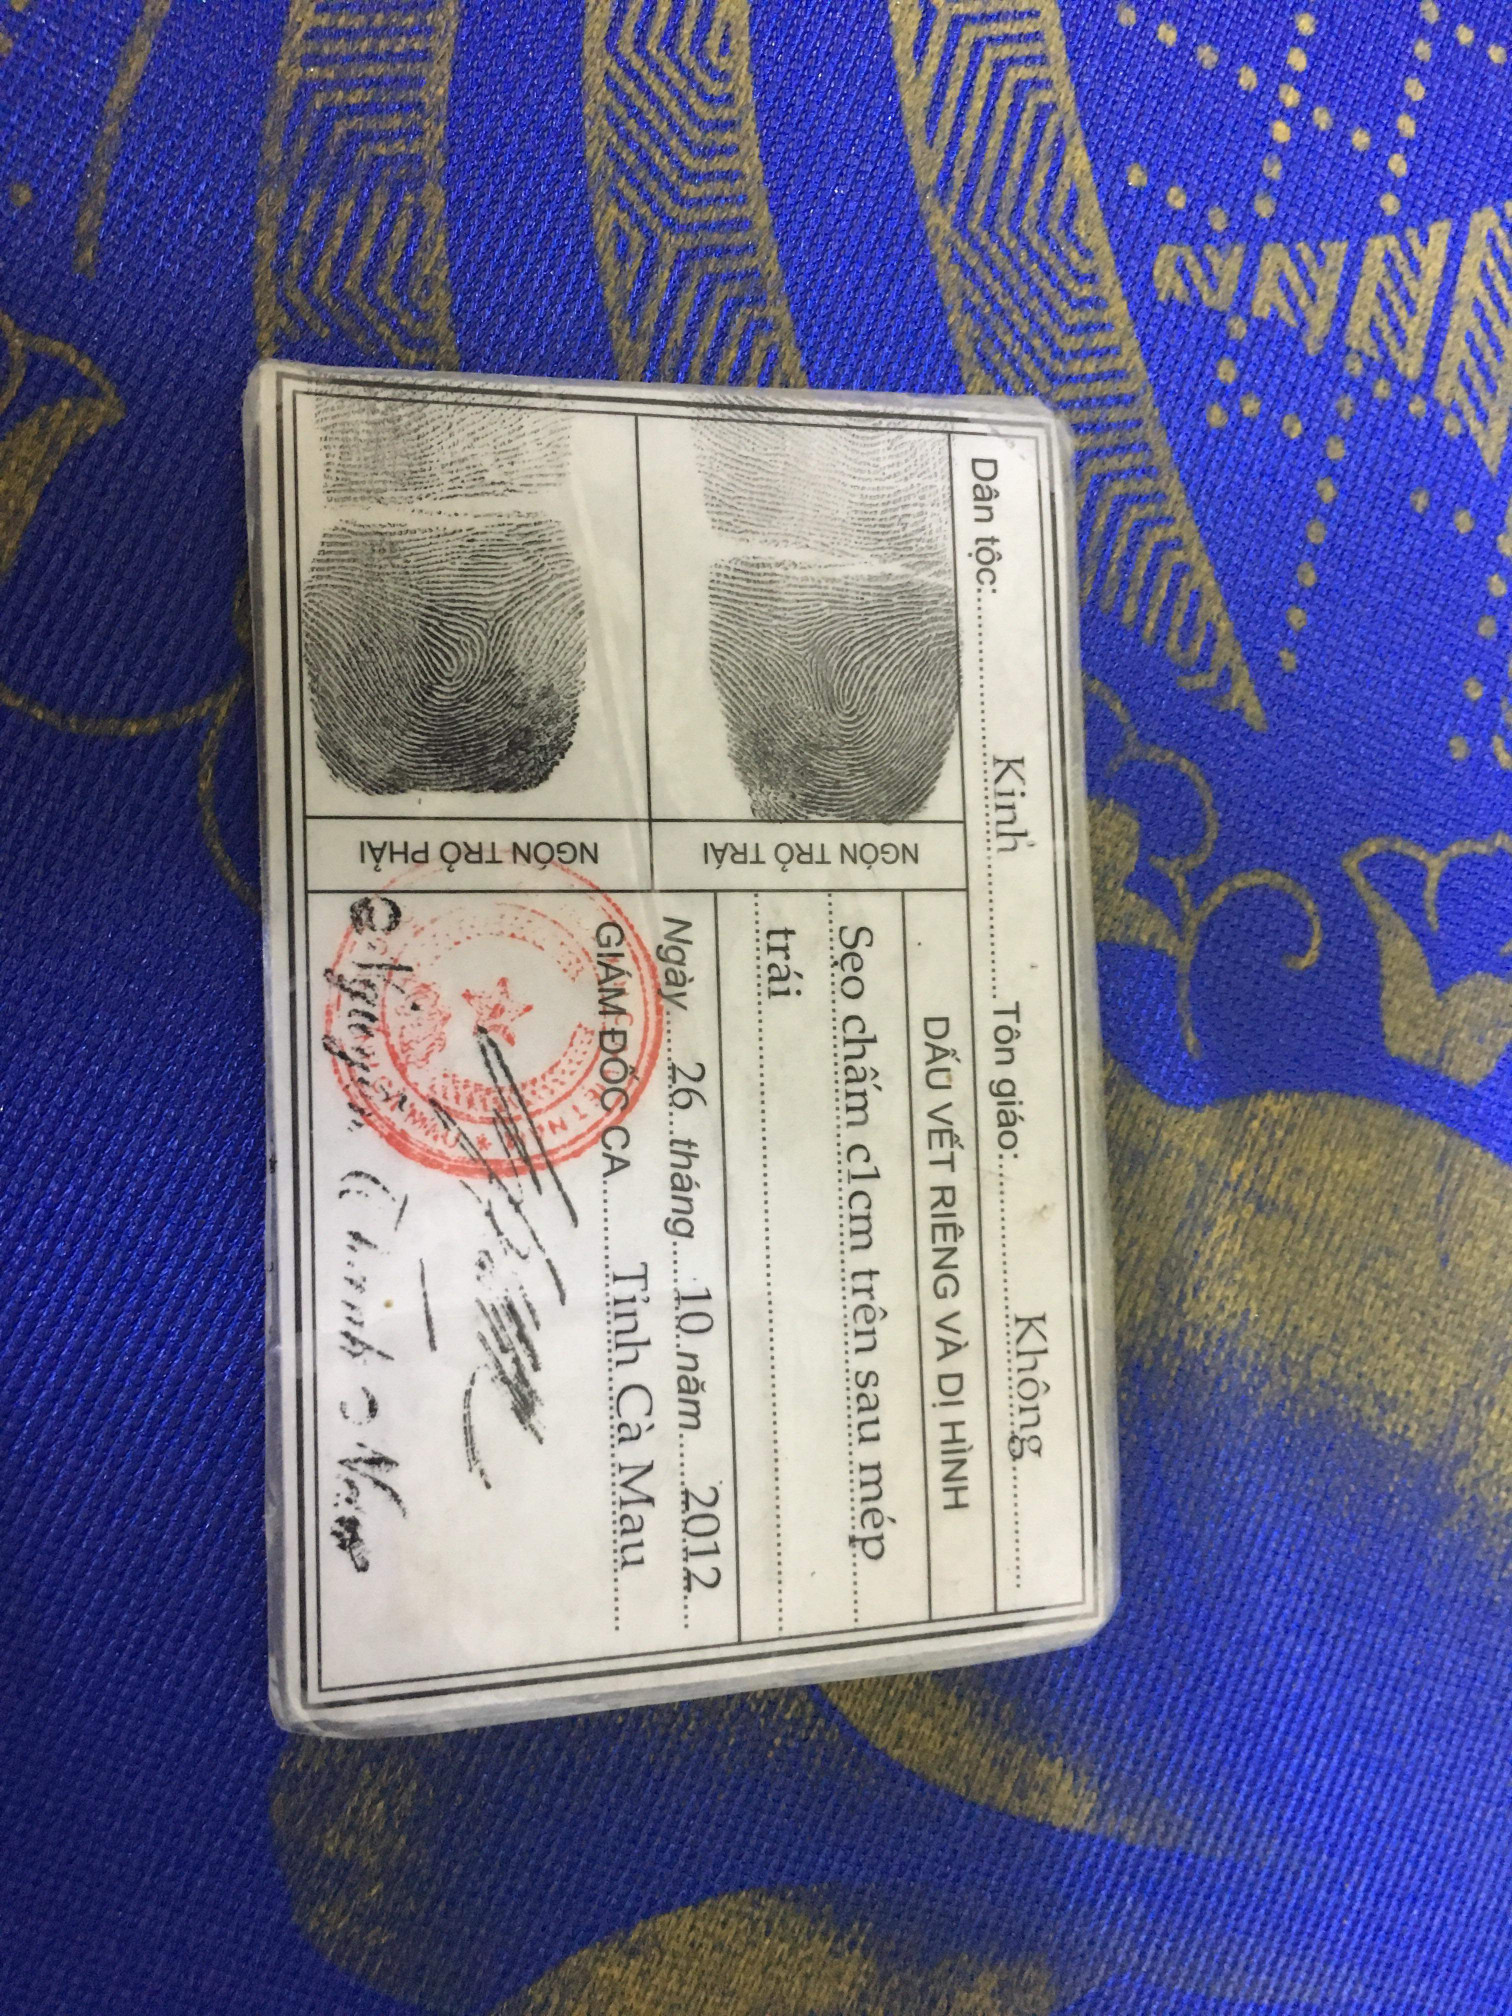 Dân tộc: Kinh Tôn giáo: Không
DẤU VẾT RIÊNG VÀ DỊ HÌNH
Sẹo chấm c1cm trên sau mép
trái
NGÓN TRỎ TRÁI
NGÓN TRỎ PHẢI
Ngày 26 tháng 10 năm 2012
GIÁM ĐỐC CA Tỉnh Cà Mau